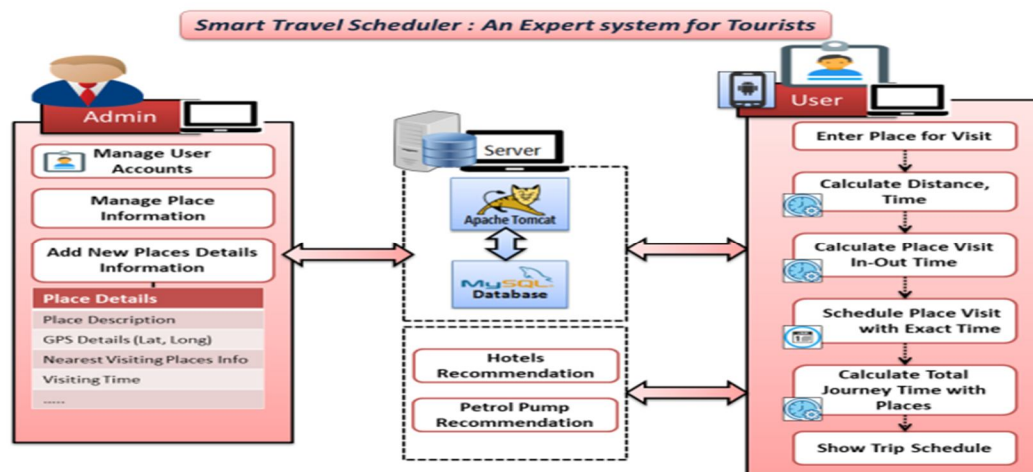 Smart Travel Scheduler : An Expert system for Tourists
Admin
Manage User
Accounts
Manage Place
Information
Add New Places Details
Information
Place Details
Place Description
GPS Details (Lat, Long)
Nearest Visiting Places Info
Visiting Time
.....
Server
Apache Tomcat
MySQL
Database
Hotels
Recommendation
Petrol Pump
Recommendation
User
Enter Place for Visit
Calculate Distance,
Time
Calculate Place Visit
In-Out Time
Schedule Place Visit
with Exact Time
Calculate Total
Journey Time with
Places
Show Trip Schedule